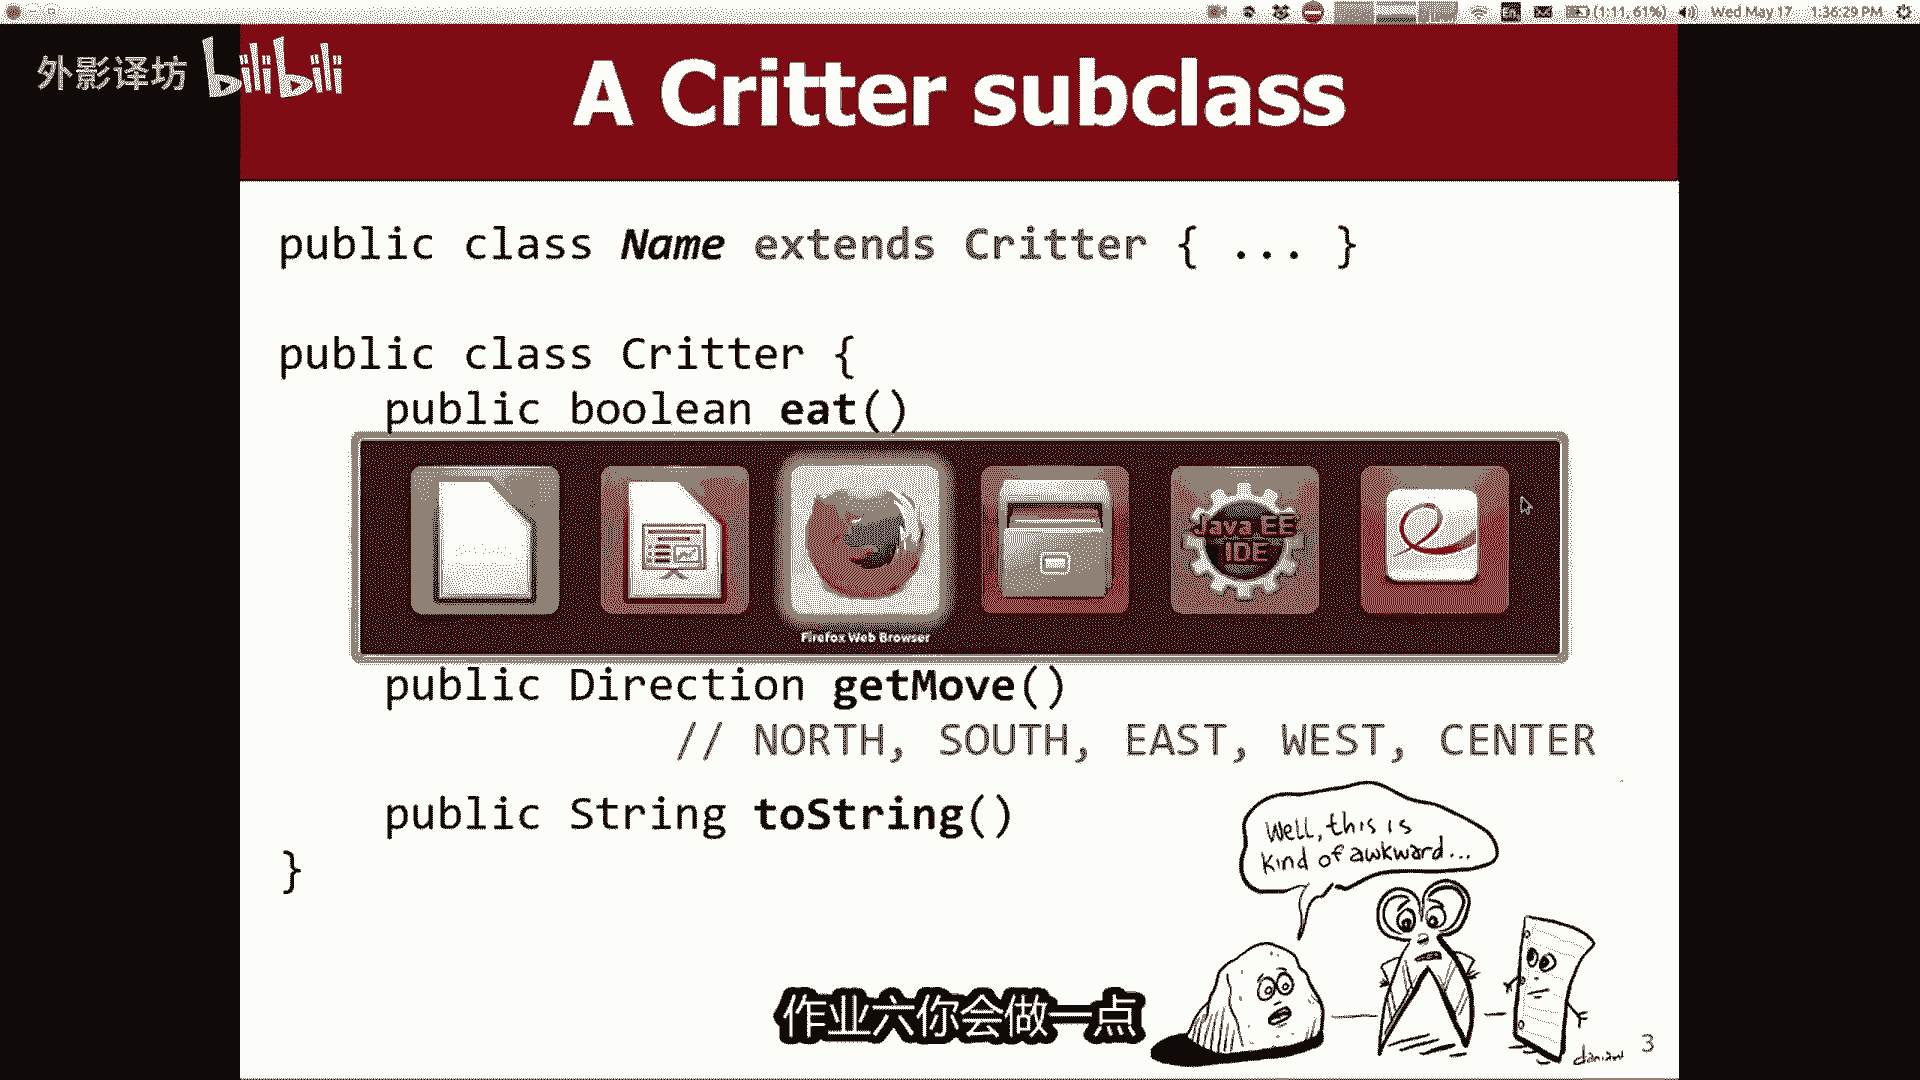 En
(1:11, 61%)
Wed May 17
1:36:29 PM
外影译坊 bilibili
A Critter subclass
public class Name extends Critter { ... }
public class Critter {
public boolean eat()
Java EE
IDE
Firefox Web Browser
public Direction getMove()
// NORTH, SOUTH, EAST, WEST, CENTER
public String toString()
}
Well, this is
kind of awkward...
作业六你会做一点
3